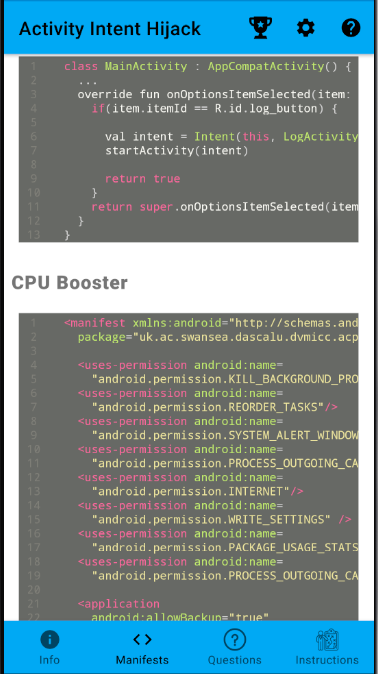 Activity Intent Hijack
1 class MainActivity : AppCompatActivity() {
2 ...
3 override fun onOptionsItemSelected(item:
4 if(item.itemId == R.id.log_button) {
5
6 val intent = Intent(this, LogActivity
7 startActivity(intent)
8
9 return true
10 }
11 return super.onOptionsItemSelected(item
12 }
13 }
CPU Booster
1 <manifest xmlns:android="http://schemas.and
2 package="uk.ac.swansea.dascalu.dvmicc.acp
3
4 <uses-permission android:name=
5 "android.permission.KILL_BACKGROUND_PRO
6 <uses-permission android:name=
7 "android.permission.REORDER_TASKS"/>
8 <uses-permission android:name=
9 "android.permission.SYSTEM_ALERT_WINDOW
10 <uses-permission android:name=
11 "android.permission.PROCESS_OUTGOING_CA
12 <uses-permission android:name=
13 "android.permission.INTERNET"/>
14 <uses-permission android:name=
15 "android.permission.WRITE_SETTINGS" />
16 <uses-permission android:name=
17 "android.permission.PACKAGE_USAGE_STATS
18 <uses-permission android:name=
19 "android.permission.PROCESS_OUTGOING_CA
20
21 <application
22 android:allowBackup="true"
Info Manifests Questions Instructions